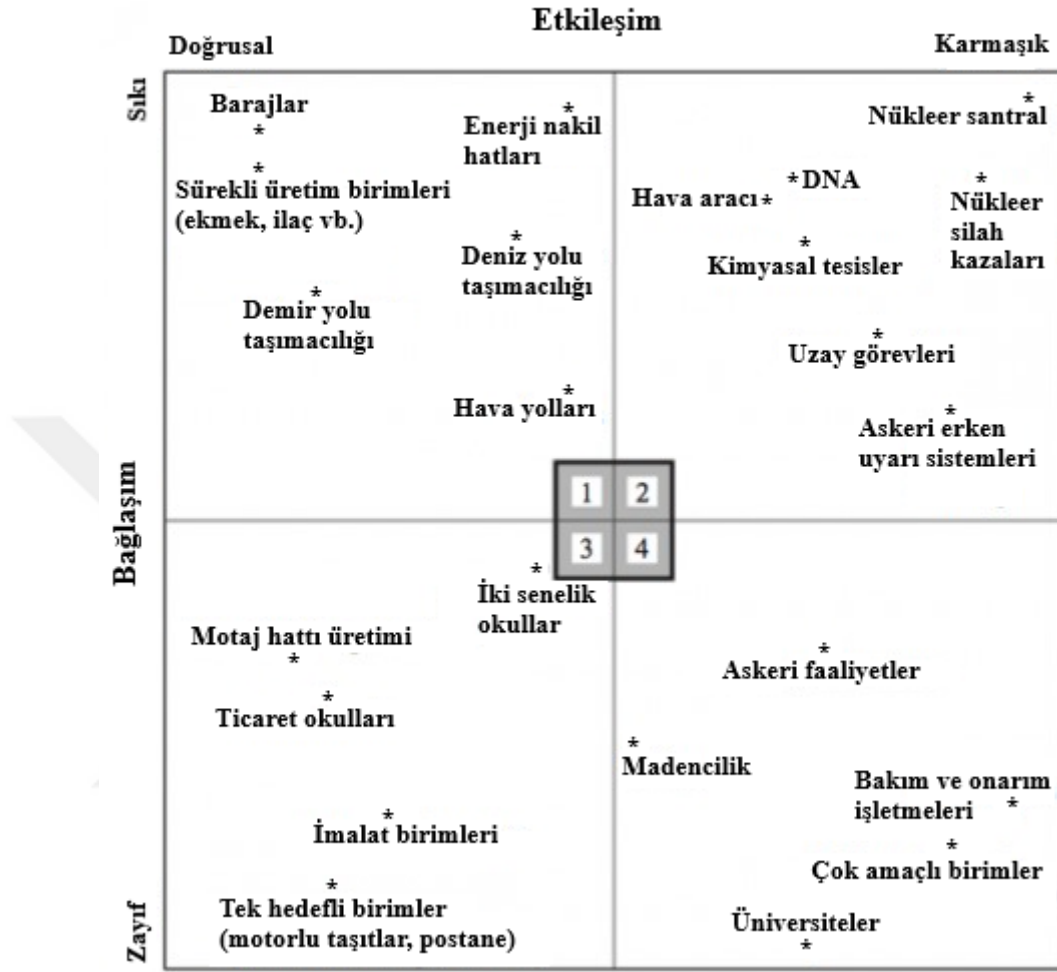 Etkileşim
Doğrusal
Karmaşık
Sıkı
Bağlaşım
Zayıf
Barajlar
*
*
Sürekli üretim birimleri
(ekmek, ilaç vb.)
*
Enerji nakil
hatları
*
Deniz yolu
taşımacılığı
*
Demir yolu
taşımacılığı
*
Hava yolları
*
Nükleer santral
*DNA
Hava aracı*
*
Nükleer
silah
kazaları
*
Kimyasal tesisler
*
Uzay görevleri
*
Askeri erken
uyarı sistemleri
1 2
3 4
*
İki senelik
okullar
Motaj hattı üretimi
*
*
Ticaret okulları
*
İmalat birimleri
*
Tek hedefli birimler
(motorlu taşıtlar, postane)
*
Askeri faaliyetler
*
Madencilik
Bakım ve onarım
işletmeleri *
*
Çok amaçlı birimler
Üniversiteler
*